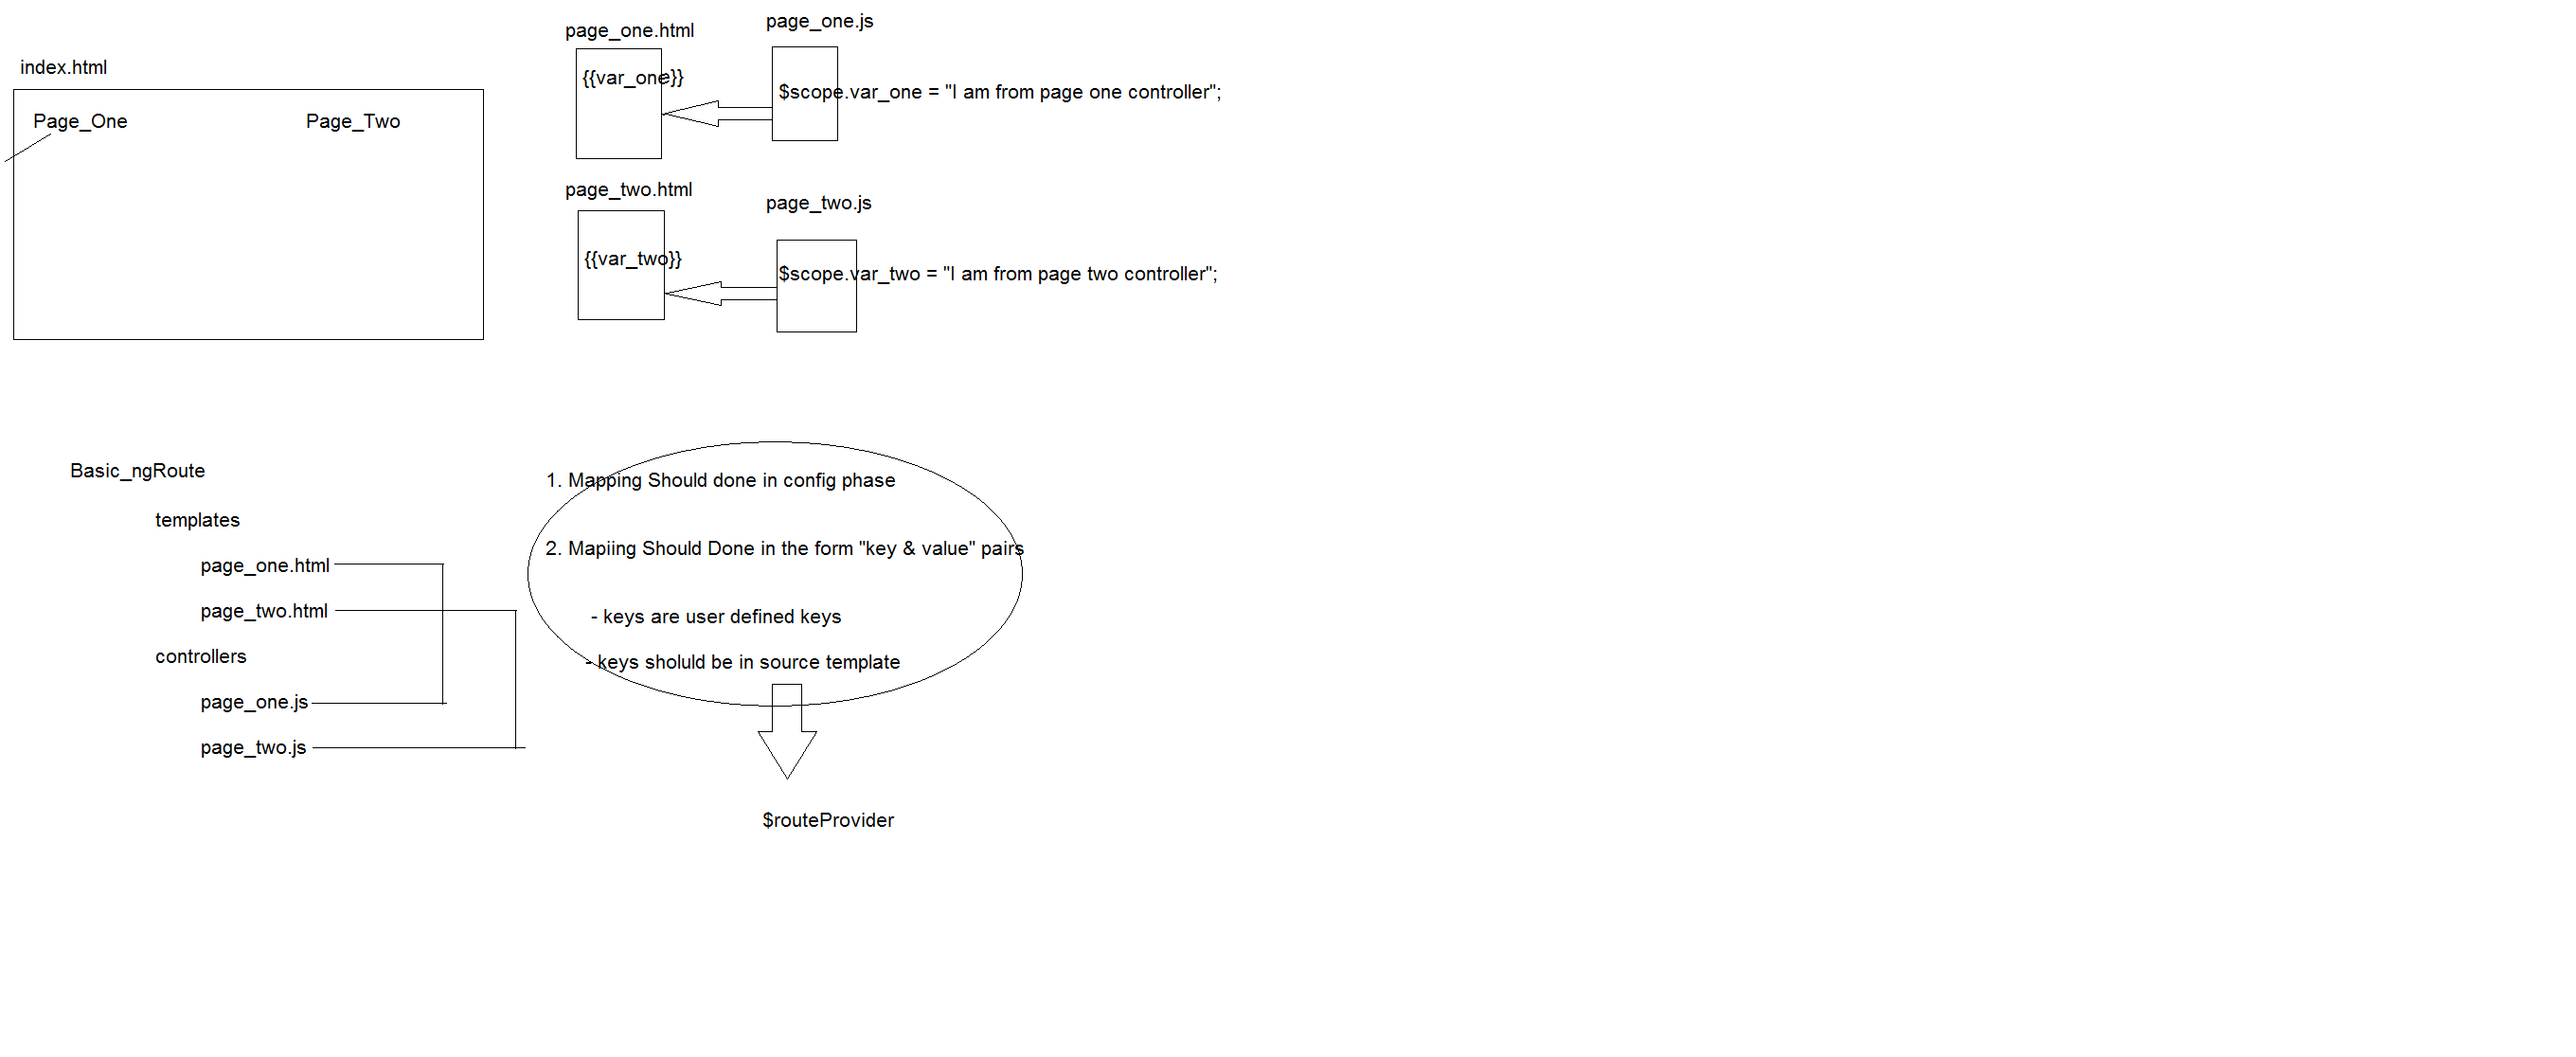 index.html
Page_One
Page_Two
page_one.html
{{var_one}}
page_one.js
$scope.var_one = "I am from page one controller";
page_two.html
{{var_two}}
page_two.js
$scope.var_two = "I am from page two controller";
Basic_ngRoute
templates
page_one.html
page_two.html
controllers
page_one.js
page_two.js
1. Mapping Should done in config phase
2. Mapiing Should Done in the form "key & value" pairs
- keys are user defined keys
- keys sholuld be in source template
$routeProvider